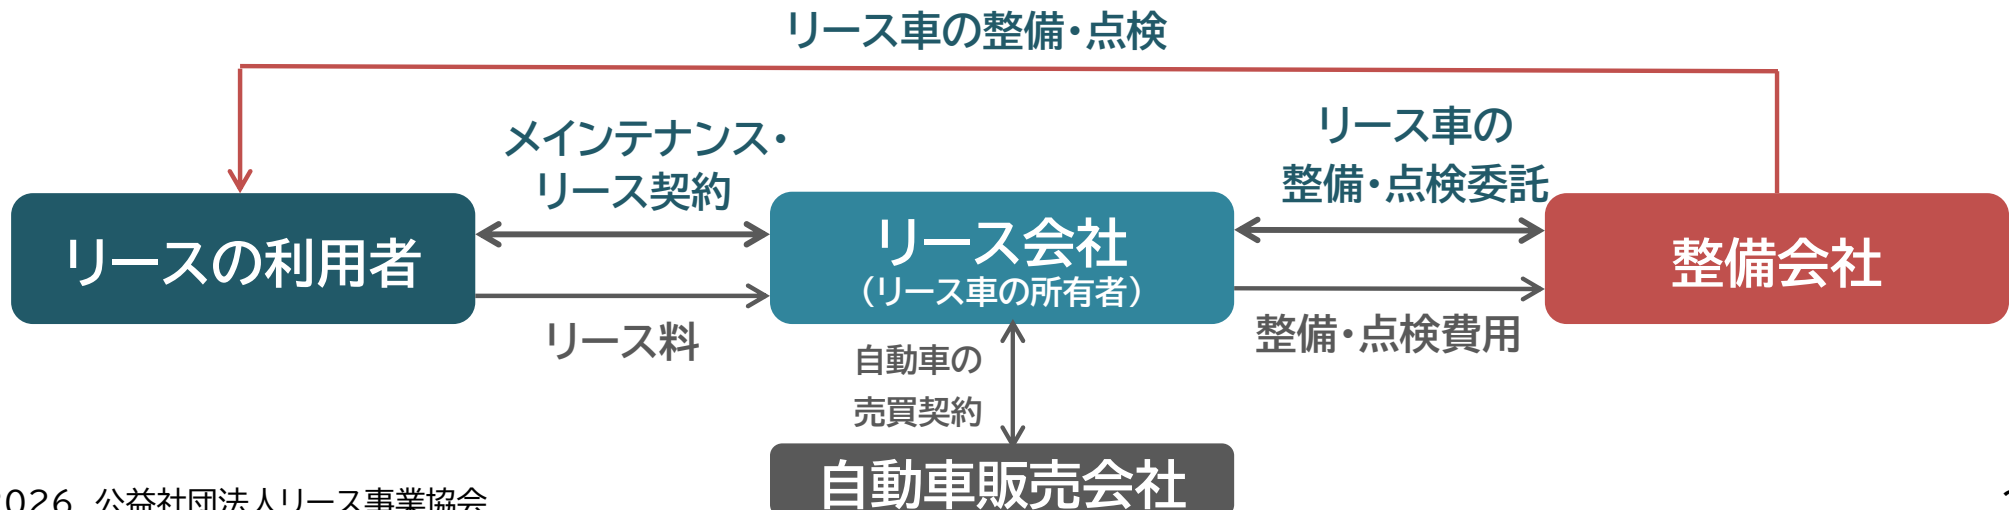 リース車の整備・点検
メインテナンス・
リース契約
リース車の
整備・点検委託
リースの利用者
リース会社
（リース車の所有者）
整備会社
リース料
整備・点検費用
自動車の
売買契約
自動車販売会社
2026 公益社団法人リース事業協会